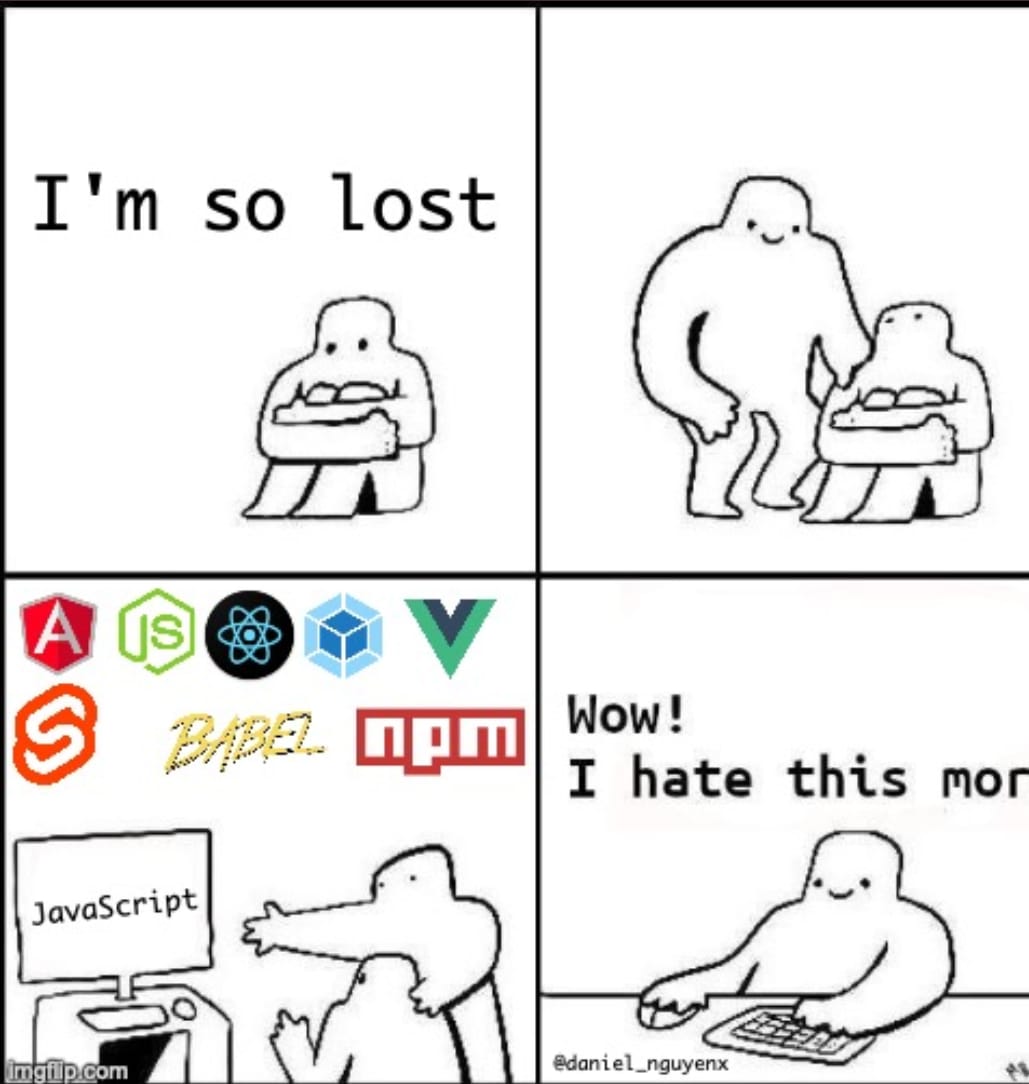 I'm so lost
JS
BABEL
npm
JavaScript
Wow!
I hate this mor
imgflip.com
@daniel_nguyenx